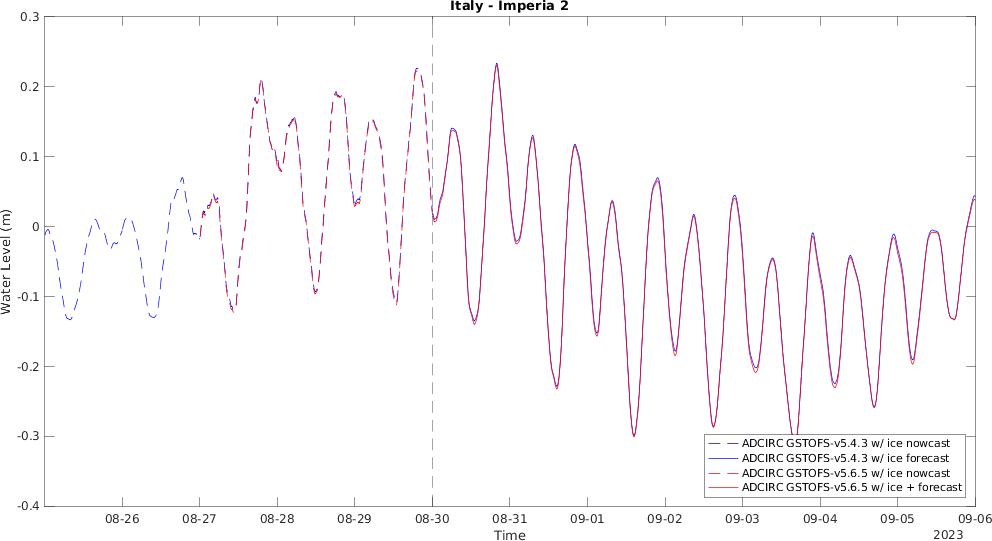 Italy - Imperia 2
0.3
0.2
0.1
0
-0.1
-0.2
-0.3
-0.4
Water Level (m)
ADCIRC GSTOFS-v5.4.3 w/ ice nowcast
ADCIRC GSTOFS-v5.4.3 w/ ice forecast
ADCIRC GSTOFS-v5.6.5 w/ ice nowcast
ADCIRC GSTOFS-v5.6.5 w/ ice + forecast
08-26 08-27 08-28 08-29 08-30 08-31 09-01 09-02 09-03 09-04 09-05 09-06
Time
2023